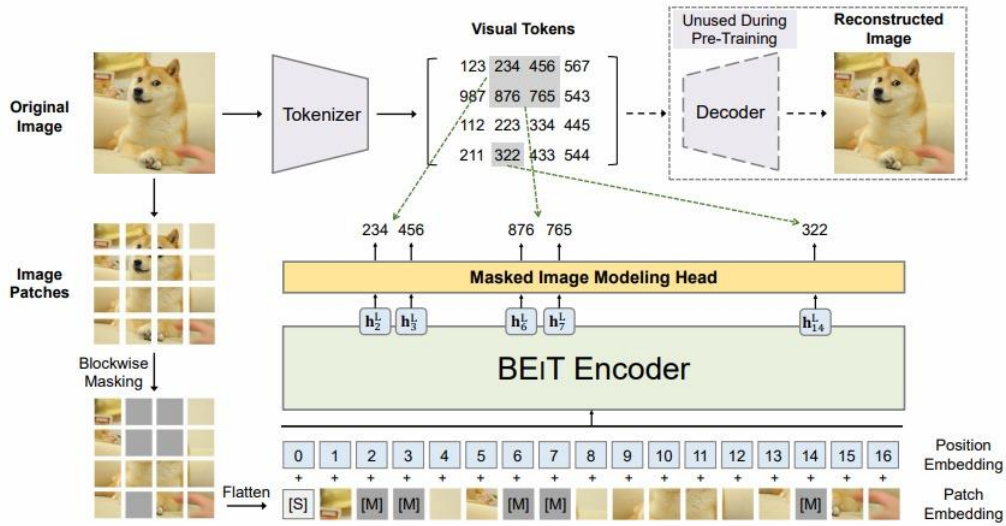 Original
Image
Tokenizer
Visual Tokens
123 234 456 567
987 876 765 543
112 223 334 445
211 322 433 544
Unused During
Pre-Training
Decoder
Reconstructed
Image
Image
Patches
234 456 876 765 322
Masked Image Modeling Head
h₂ᴸ h₃ᴸ h₆ᴸ h₇ᴸ h₁₄ᴸ
BEIT Encoder
Blockwise
Masking
Flatten
0 1 2 3 4 5 6 7 8 9 10 11 12 13 14 15 16
Position
Embedding
+ + + + + + + + + + + + + + + + +
[S] [M] [M] [M] [M] [M]
Patch
Embedding